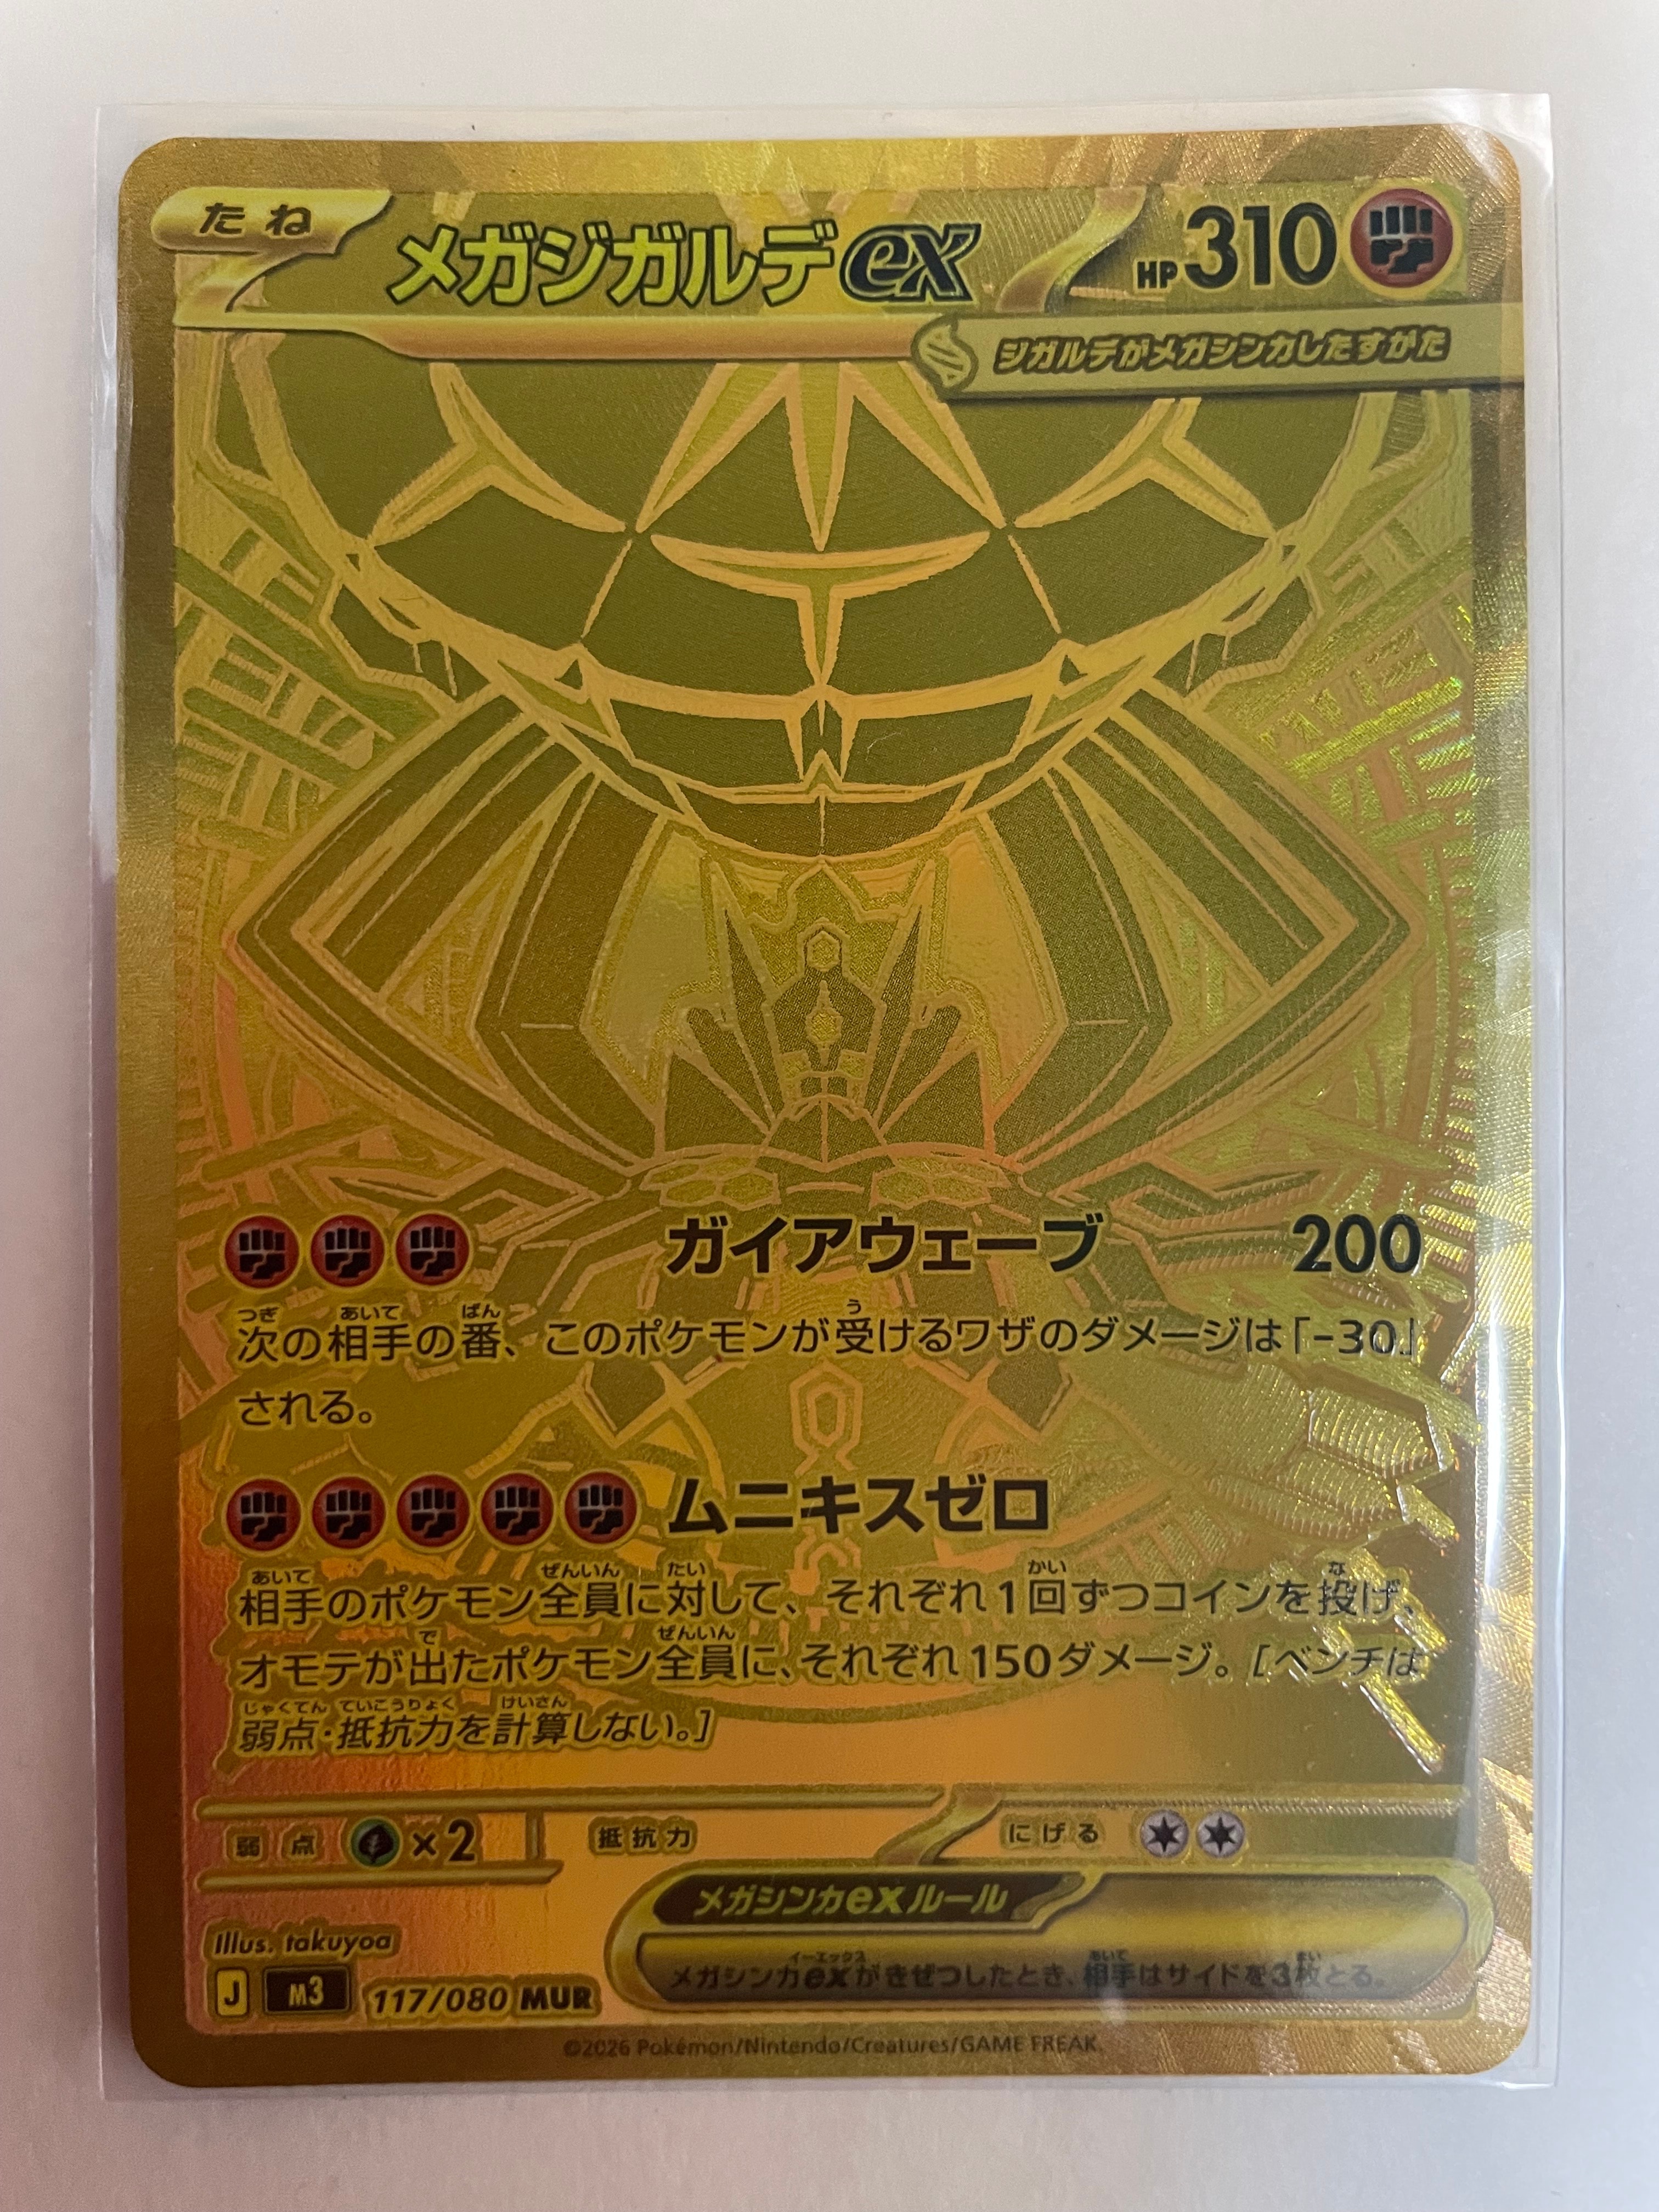 たね
メガジガルデex
HP310
ジガルデがメガシンカしたすがた
ガイアウェーブ 200
次の相手の番、このポケモンが受けるワザのダメージは「-30」
される。
ムニキスゼロ
相手のポケモン全員に対して、それぞれ1回ずつコインを投げ、
オモテが出たポケモン全員に、それぞれ150ダメージ。[ベンチは
弱点・抵抗力を計算しない。]
弱点 ×2 抵抗力 にげる
メガシンカexルール
メガシンカexがきぜつしたとき、相手はサイドを3枚とる。
Illus. takuyoa
J M3 117/080 MUR
©2026 Pokémon/Nintendo/Creatures/GAME FREAK.